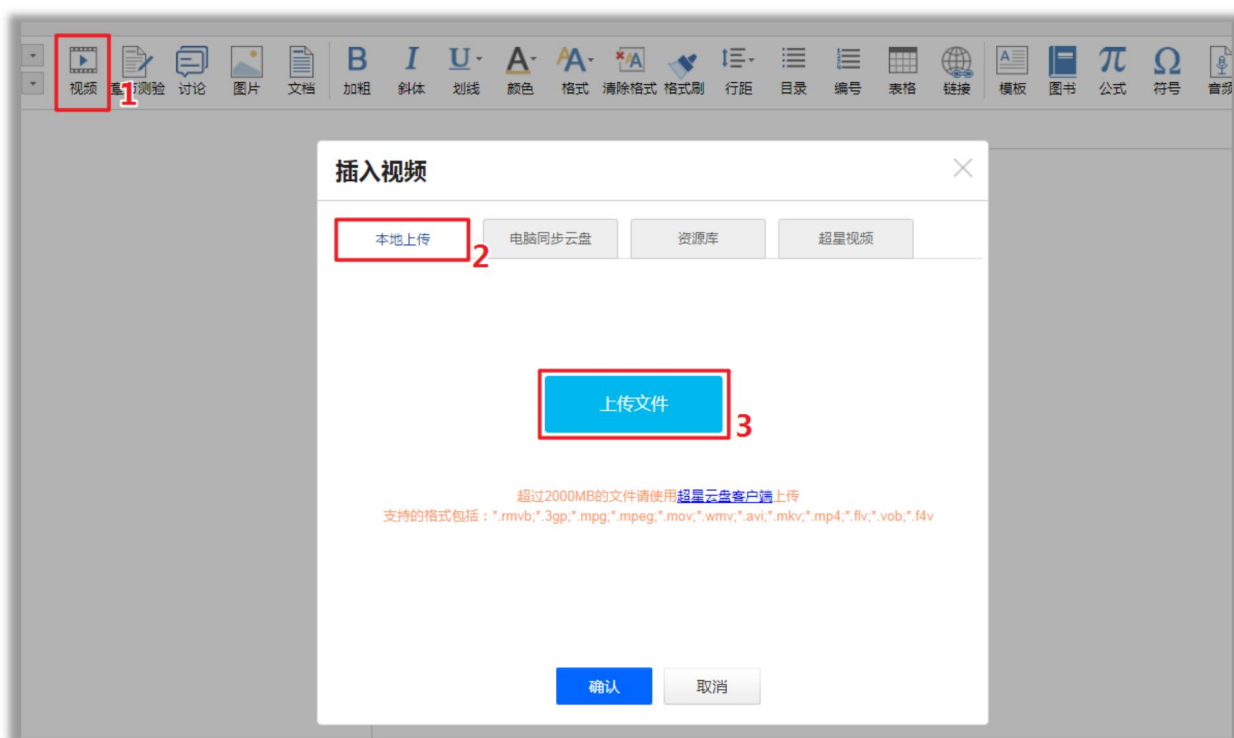 视频 1 测验 讨论 图片 文档 B 加粗 I 斜体 U 划线 A 颜色 AA 格式 清除格式 格式刷 行距 目录 编号 表格 链接 模板 图书 π 公式 Ω 符号 音频
插入视频
本地上传 2 电脑同步云盘 资源库 超星视频
上传文件 3
超过2000MB的文件请使用超星云盘客户端上传
支持的格式包括：*.rmvb;*.3gp;*.mpg;*.mpeg;*.mov;*.wmv;*.avi;*.mkv;*.mp4;*.flv;*.vob;*.f4v
确认 取消